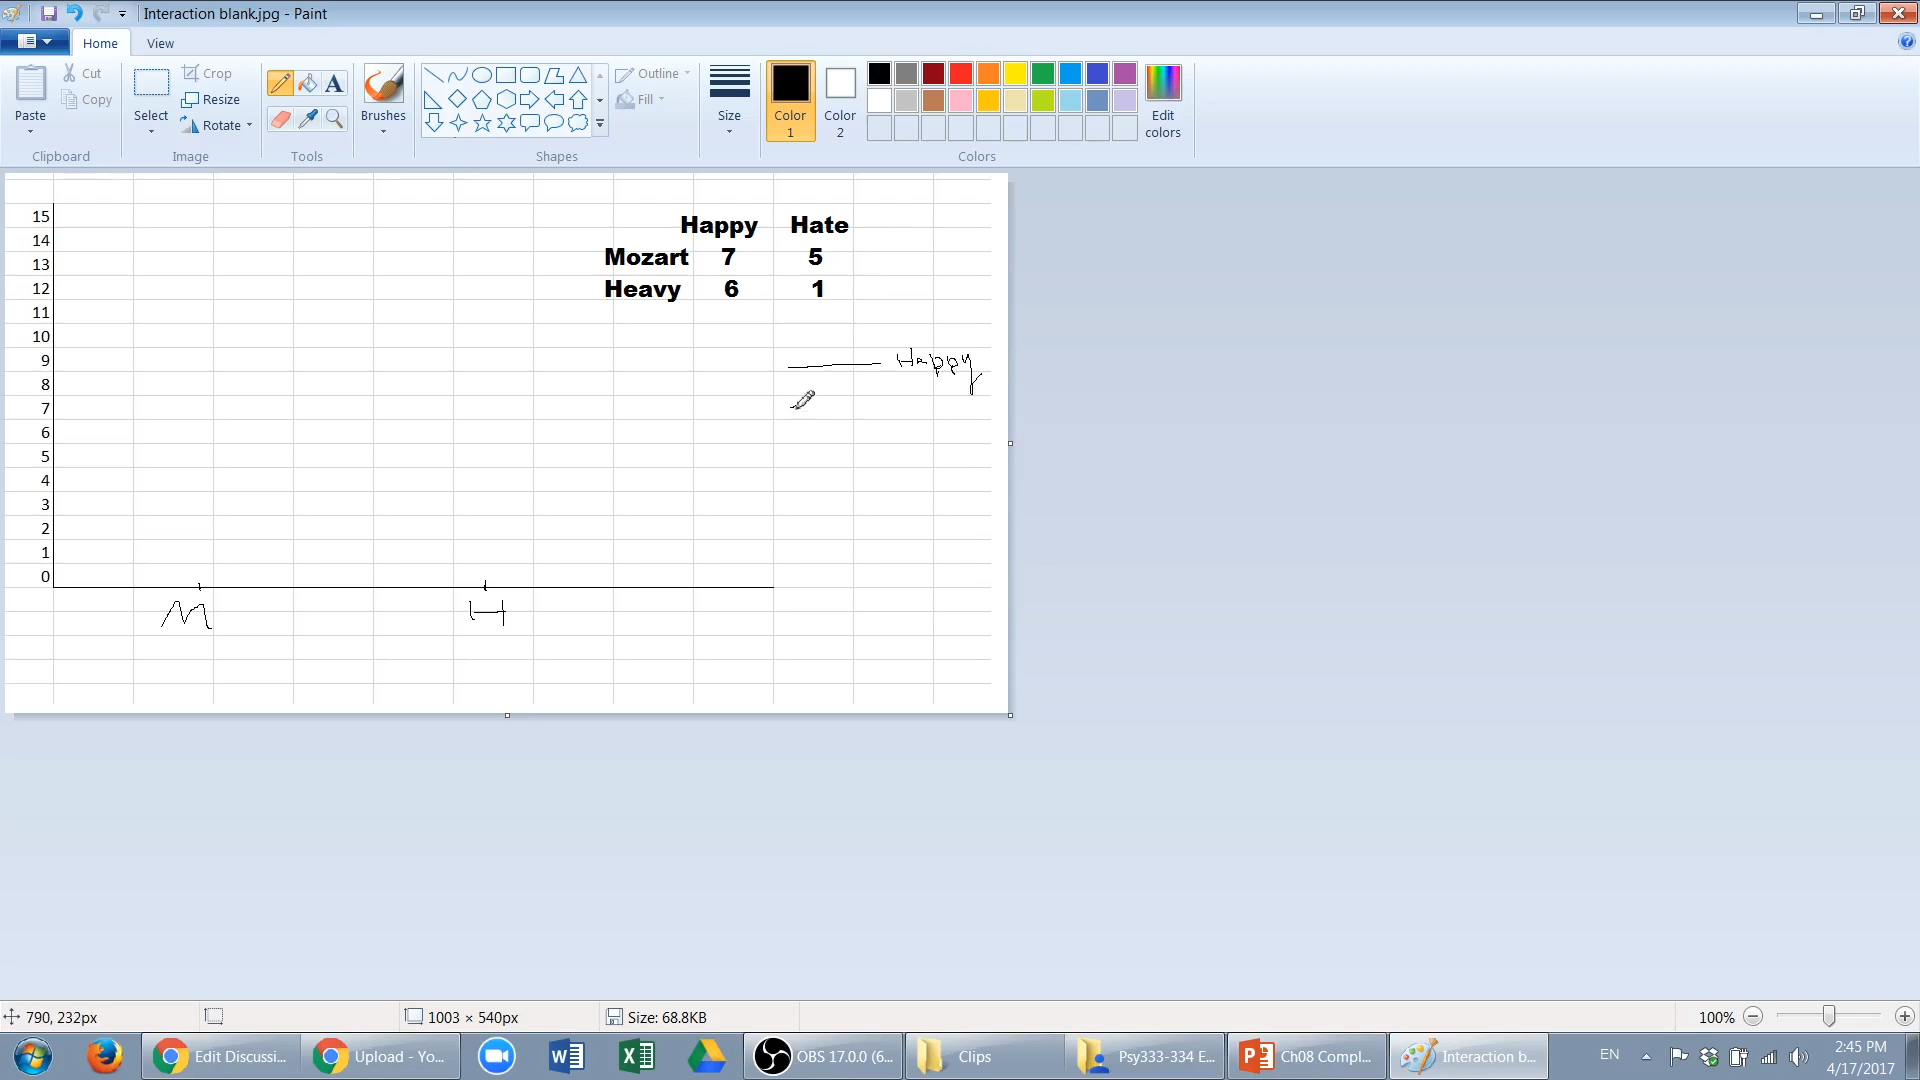 Interaction blank.jpg - Paint
Home View
Paste
Cut
Copy
Clipboard
Select
Crop
Resize
Rotate
Image
A
Tools
Brushes
Outline
Fill
Shapes
Size
Color 1
Color 2
Edit colors
Colors
15
14
13
12
11
10
9
8
7
6
5
4
3
2
1
0
Happy Hate
Mozart 7 5
Heavy 6 1
Happy
M H
790, 232px 1003 × 540px Size: 68.8KB 100%
Edit Discussi... Upload - Yo... OBS 17.0.0 (6... Clips Psy333-334 E... Ch08 Compl... Interaction b... EN 2:45 PM
4/17/2017